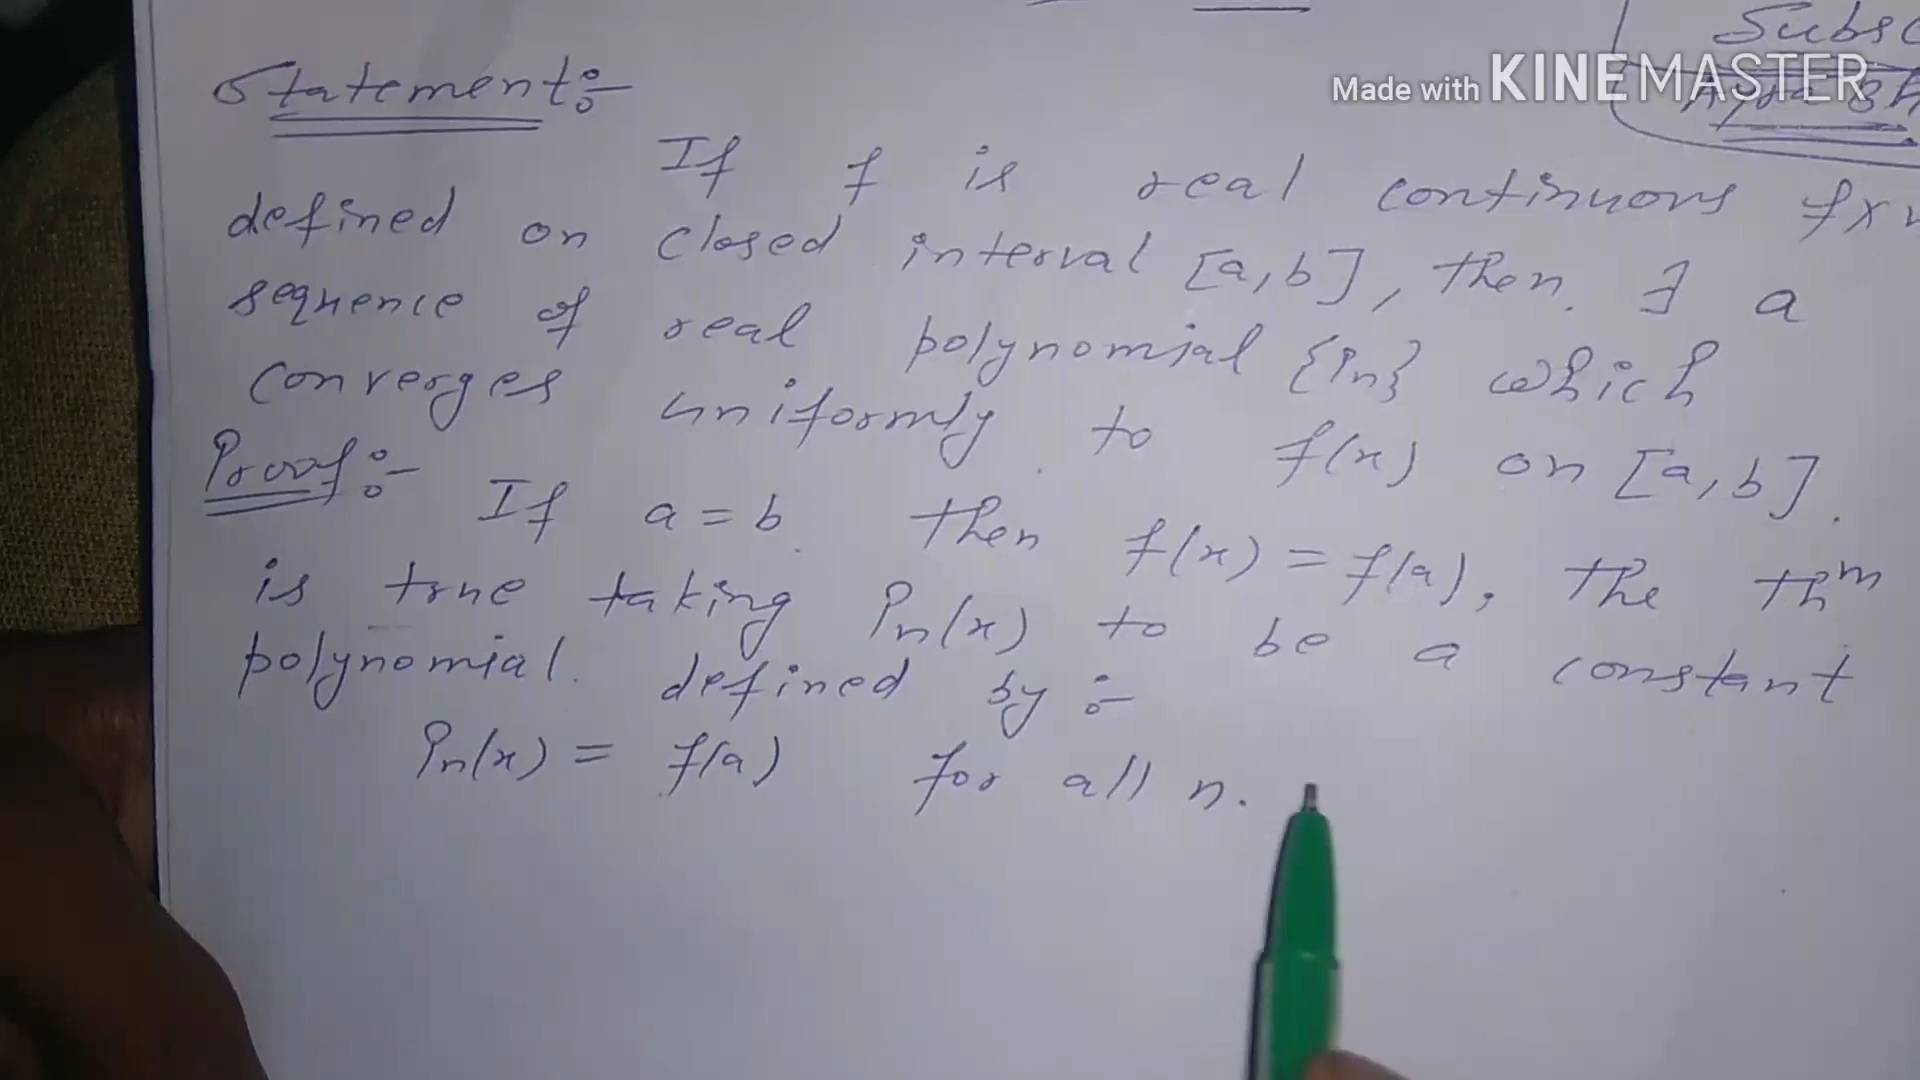 Subsc
Made with KINEMASTER
Statement:-
If f is real continuous fxn
defined on closed interval [a,b], then ∃ a
sequence of real polynomial {Pn} which
converges uniformly to f(x) on [a,b].
Proof:- If a=b then f(x) = f(a), the thm
is true taking Pn(x) to be a constant
polynomial defined by:-
Pn(x) = f(a) for all n.